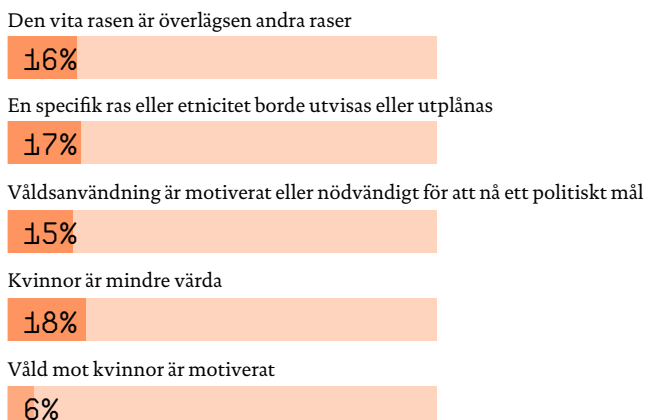 Den vita rasen är överlägsen andra raser
16%
En specifik ras eller etnicitet borde utvisas eller utplånas
17%
Våldsanvändning är motiverat eller nödvändigt för att nå ett politiskt mål
15%
Kvinnor är mindre värda
18%
Våld mot kvinnor är motiverat
6%